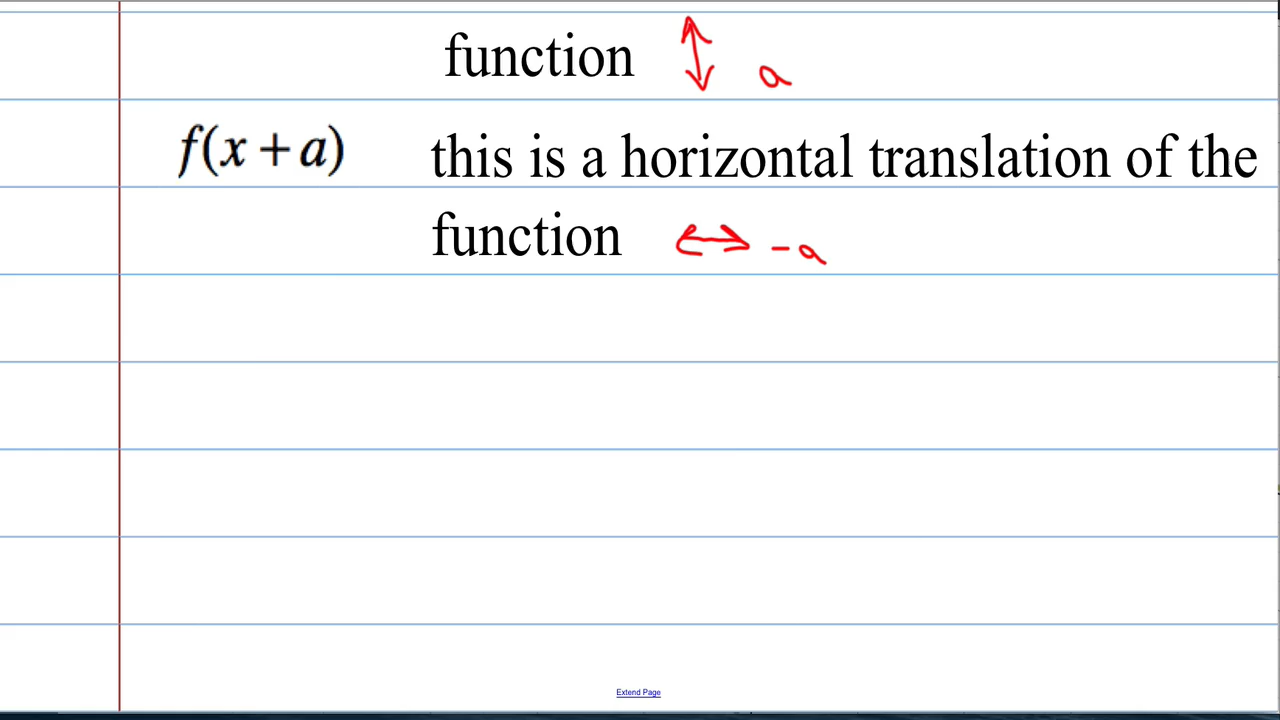 function a
f(x + a) this is a horizontal translation of the
function -a
Extend Page